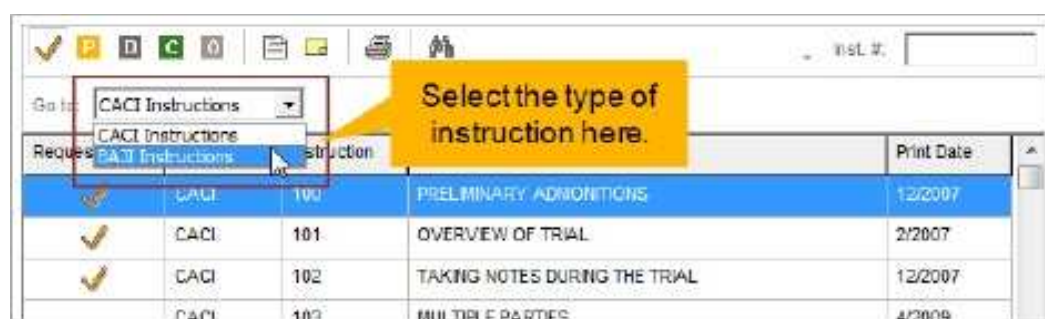 P D C O Inst. #:
Select the type of
instruction here.
Go to: CACI Instructions
CACI Instructions
BAJI Instructions
Reques struction Print Date
CACI 100 PRELIMINARY ADMONITIONS 12/2007
CACI 101 OVERVIEW OF TRIAL 2/2007
CACI 102 TAKING NOTES DURING THE TRIAL 12/2007
CACI 103 MULTIPLE PARTIES 4/2009